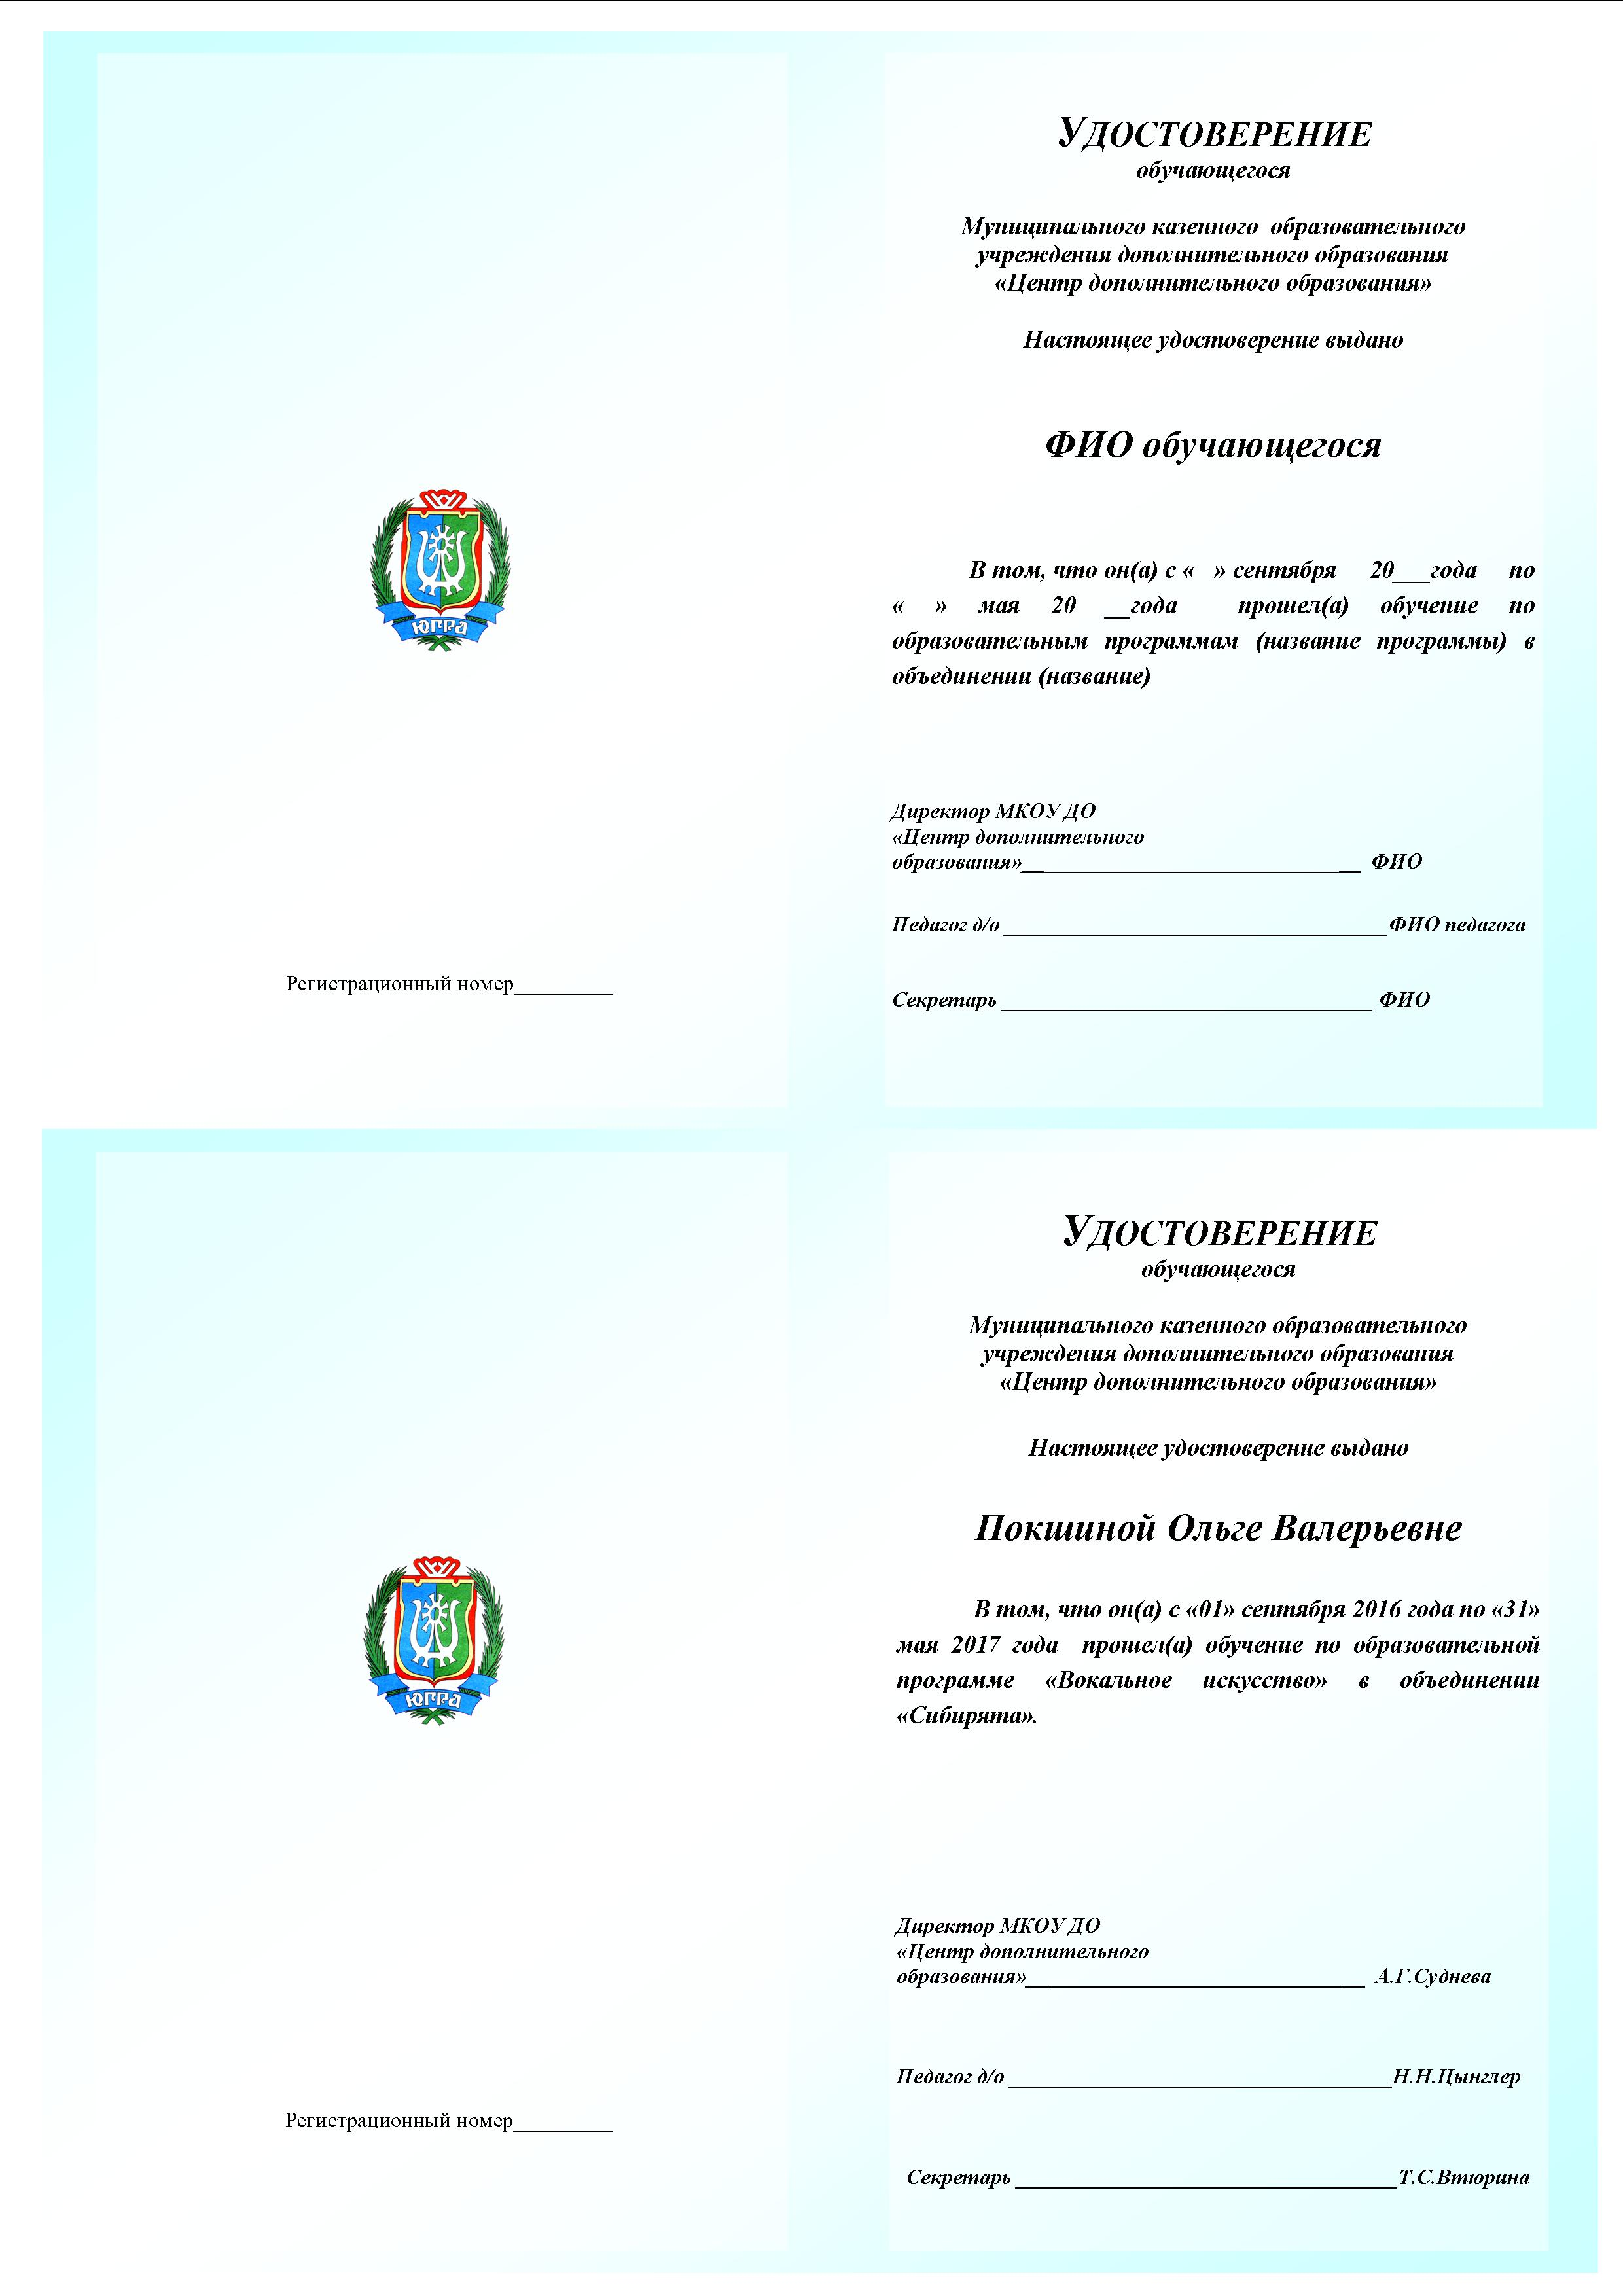 УДОСТОВЕРЕНИЕ
обучающегося
Муниципального казенного образовательного
учреждения дополнительного образования
«Центр дополнительного образования»
Настоящее удостоверение выдано
ФИО обучающегося
ЮГРА
В том, что он(а) с « » сентября 20___года по
« » мая 20 __года прошел(а) обучение по
образовательным программам (название программы) в
объединении (название)
Директор МКОУ ДО
«Центр дополнительного
образования»______________________________ ФИО
Педагог д/о ___________________________________ФИО педагога
Секретарь __________________________________ ФИО
Регистрационный номер_________
УДОСТОВЕРЕНИЕ
обучающегося
Муниципального казенного образовательного
учреждения дополнительного образования
«Центр дополнительного образования»
Настоящее удостоверение выдано
Покшиной Ольге Валерьевне
ЮГРА
В том, что он(а) с «01» сентября 2016 года по «31»
мая 2017 года прошел(а) обучение по образовательной
программе «Вокальное искусство» в объединении
«Сибирята».
Директор МКОУ ДО
«Центр дополнительного
образования»______________________________ А.Г.Суднева
Педагог д/о ___________________________________Н.Н.Цынглер
Регистрационный номер_________
Секретарь ___________________________________Т.С.Втюрина